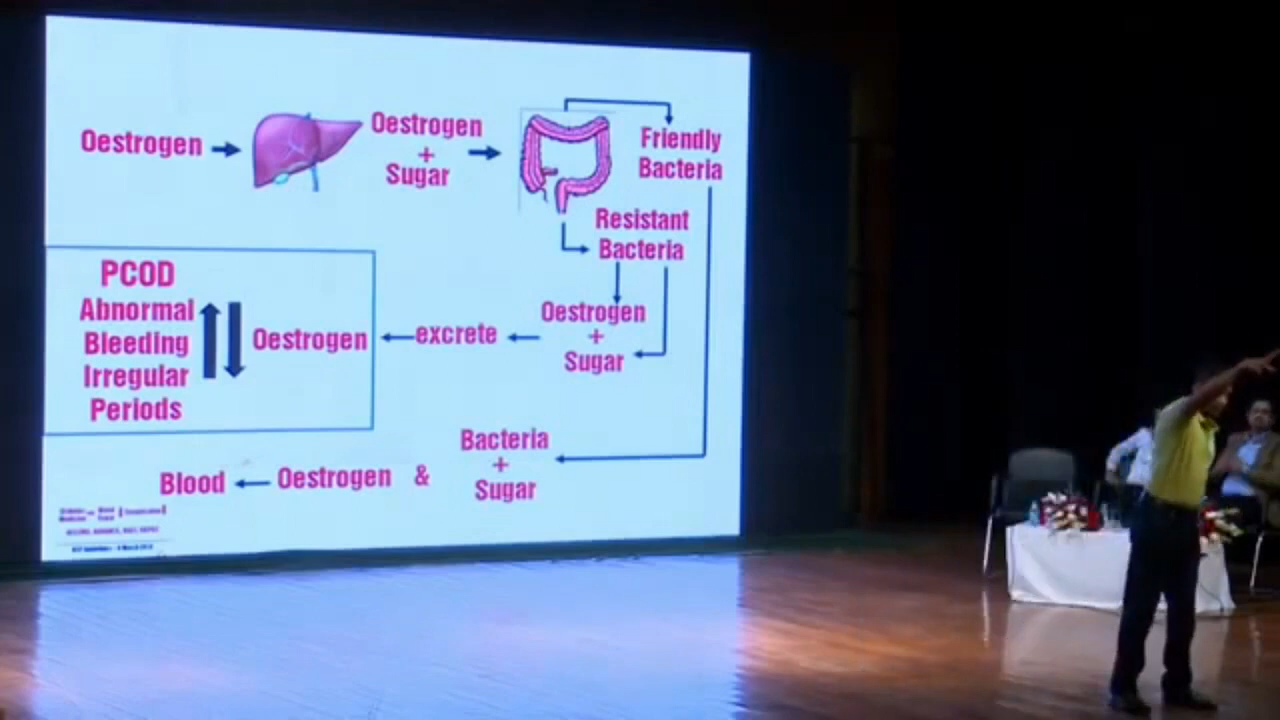 Oestrogen
Oestrogen
+
Sugar
Friendly
Bacteria
Resistant
Bacteria
Oestrogen
+
Sugar
excrete
Oestrogen
PCOD
Abnormal
Bleeding
Irregular
Periods
Bacteria
+
Sugar
&
Oestrogen
Blood